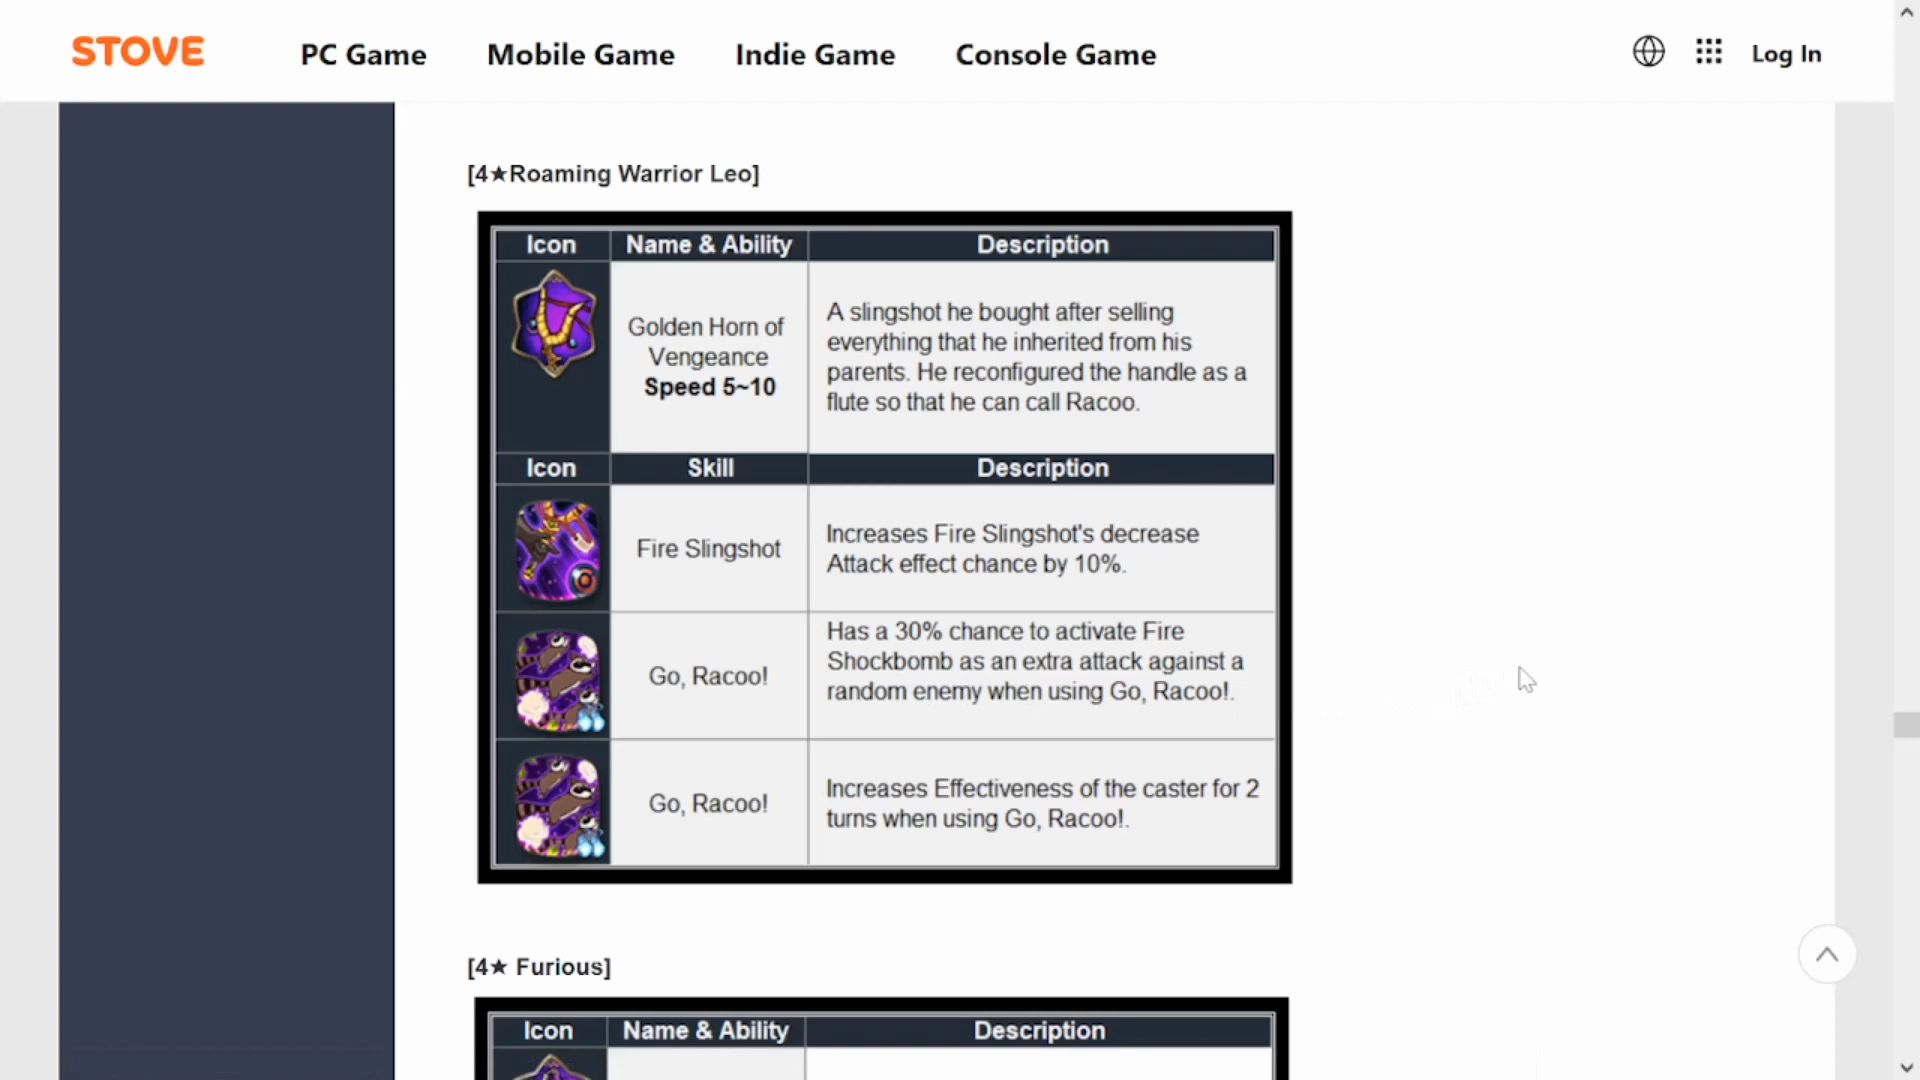 STOVE
PC Game
Mobile Game
Indie Game
Console Game
Log In
[4★Roaming Warrior Leo]
Icon
Name & Ability
Description
Golden Horn of
Vengeance
Speed 5~10
A slingshot he bought after selling
everything that he inherited from his
parents. He reconfigured the handle as a
flute so that he can call Racoo.
Icon
Skill
Description
Fire Slingshot
Increases Fire Slingshot's decrease
Attack effect chance by 10%.
Go, Racoo!
Has a 30% chance to activate Fire
Shockbomb as an extra attack against a
random enemy when using Go, Racoo!.
Go, Racoo!
Increases Effectiveness of the caster for 2
turns when using Go, Racoo!.
[4★ Furious]
Icon
Name & Ability
Description